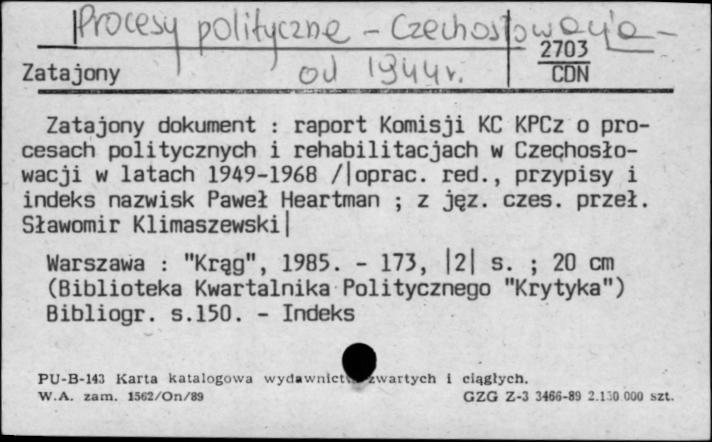 Procesy polityczne - Czechosłowacja -
od 1944r.
2703
CDN
Zatajony
Zatajony dokument : raport Komisji KC KPCz o pro-
cesach politycznych i rehabilitacjach w Czechosło-
wacji w latach 1949-1968 /|oprac. red., przypisy i
indeks nazwisk Paweł Heartman ; z jęz. czes. przeł.
Sławomir Klimaszewski|
Warszawa : "Krąg", 1985. - 173, |2| s. ; 20 cm
(Biblioteka Kwartalnika Politycznego "Krytyka")
Bibliogr. s.150. - Indeks
PU-B-143 Karta katalogowa wydawnictw zwartych i ciągłych.
W.A. zam. 1562/On/89 GZG Z-3 3466-89 2.130 000 szt.